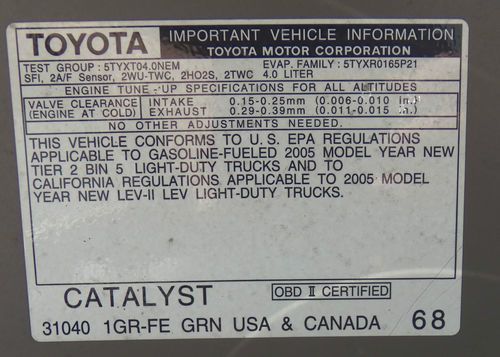 TOYOTA IMPORTANT VEHICLE INFORMATION
TOYOTA MOTOR CORPORATION
TEST GROUP : 5TYXT04.0NEM EVAP. FAMILY : 5TYXR0165P21
SFI, 2A/F Sensor, 2WU-TWC, 2HO2S, 2TWC 4.0 LITER
ENGINE TUNE-UP SPECIFICATIONS FOR ALL ALTITUDES
VALVE CLEARANCE INTAKE 0.15-0.25mm (0.006-0.010 in.)
(ENGINE AT COLD) EXHAUST 0.29-0.39mm (0.011-0.015 in.)
NO OTHER ADJUSTMENTS NEEDED.
THIS VEHICLE CONFORMS TO U.S. EPA REGULATIONS
APPLICABLE TO GASOLINE-FUELED 2005 MODEL YEAR NEW
TIER 2 BIN 5 LIGHT-DUTY TRUCKS AND TO
CALIFORNIA REGULATIONS APPLICABLE TO 2005 MODEL
YEAR NEW LEV-II LEV LIGHT-DUTY TRUCKS.
CATALYST OBD II CERTIFIED
31040 1GR-FE GRN USA & CANADA 68